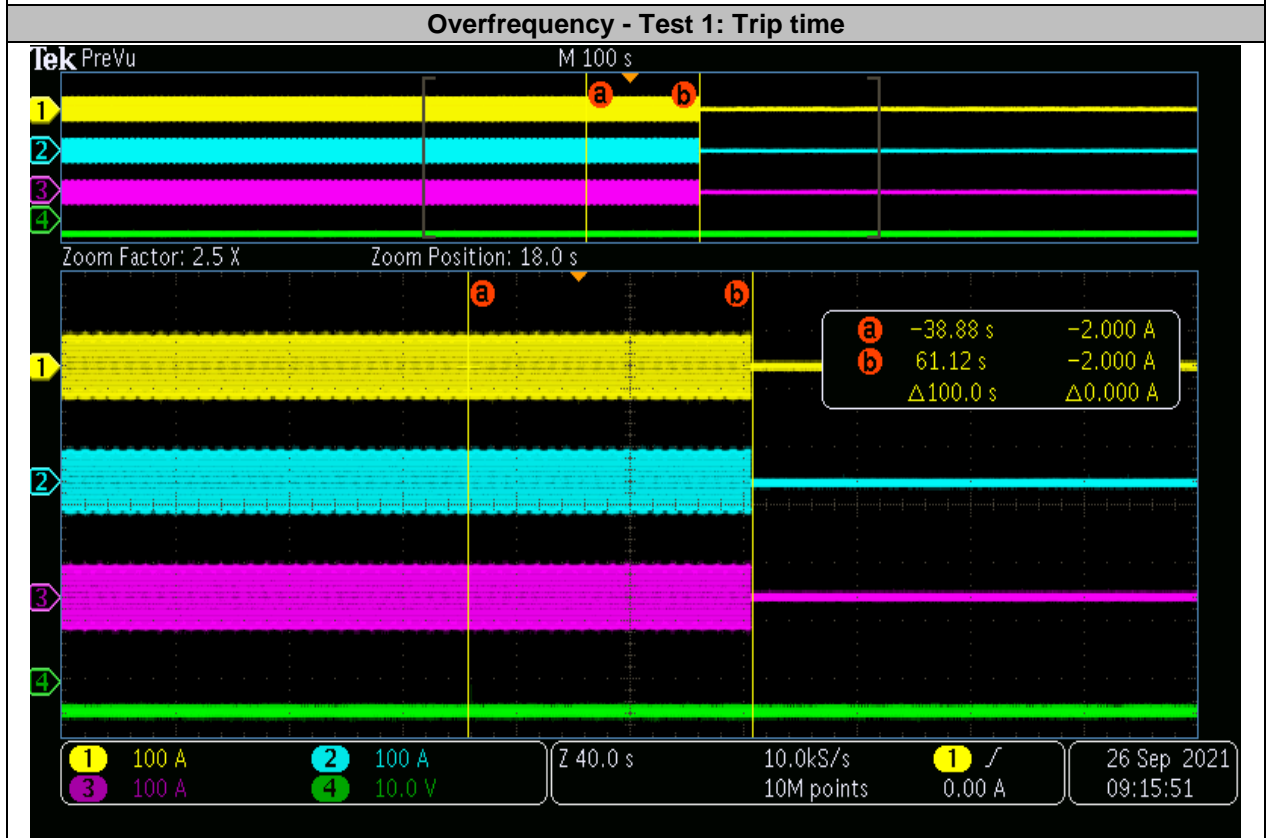 Overfrequency - Test 1: Trip time
Tek PreVu M 100 s
a b
1
2
3
4
Zoom Factor: 2.5 X Zoom Position: 18.0 s
a b
a -38.88 s -2.000 A
b 61.12 s -2.000 A
△100.0 s △0.000 A
1
2
3
4
1 100 A 2 100 A Z 40.0 s 10.0kS/s 1 26 Sep 2021
3 100 A 4 10.0 V 10M points 0.00 A 09:15:51